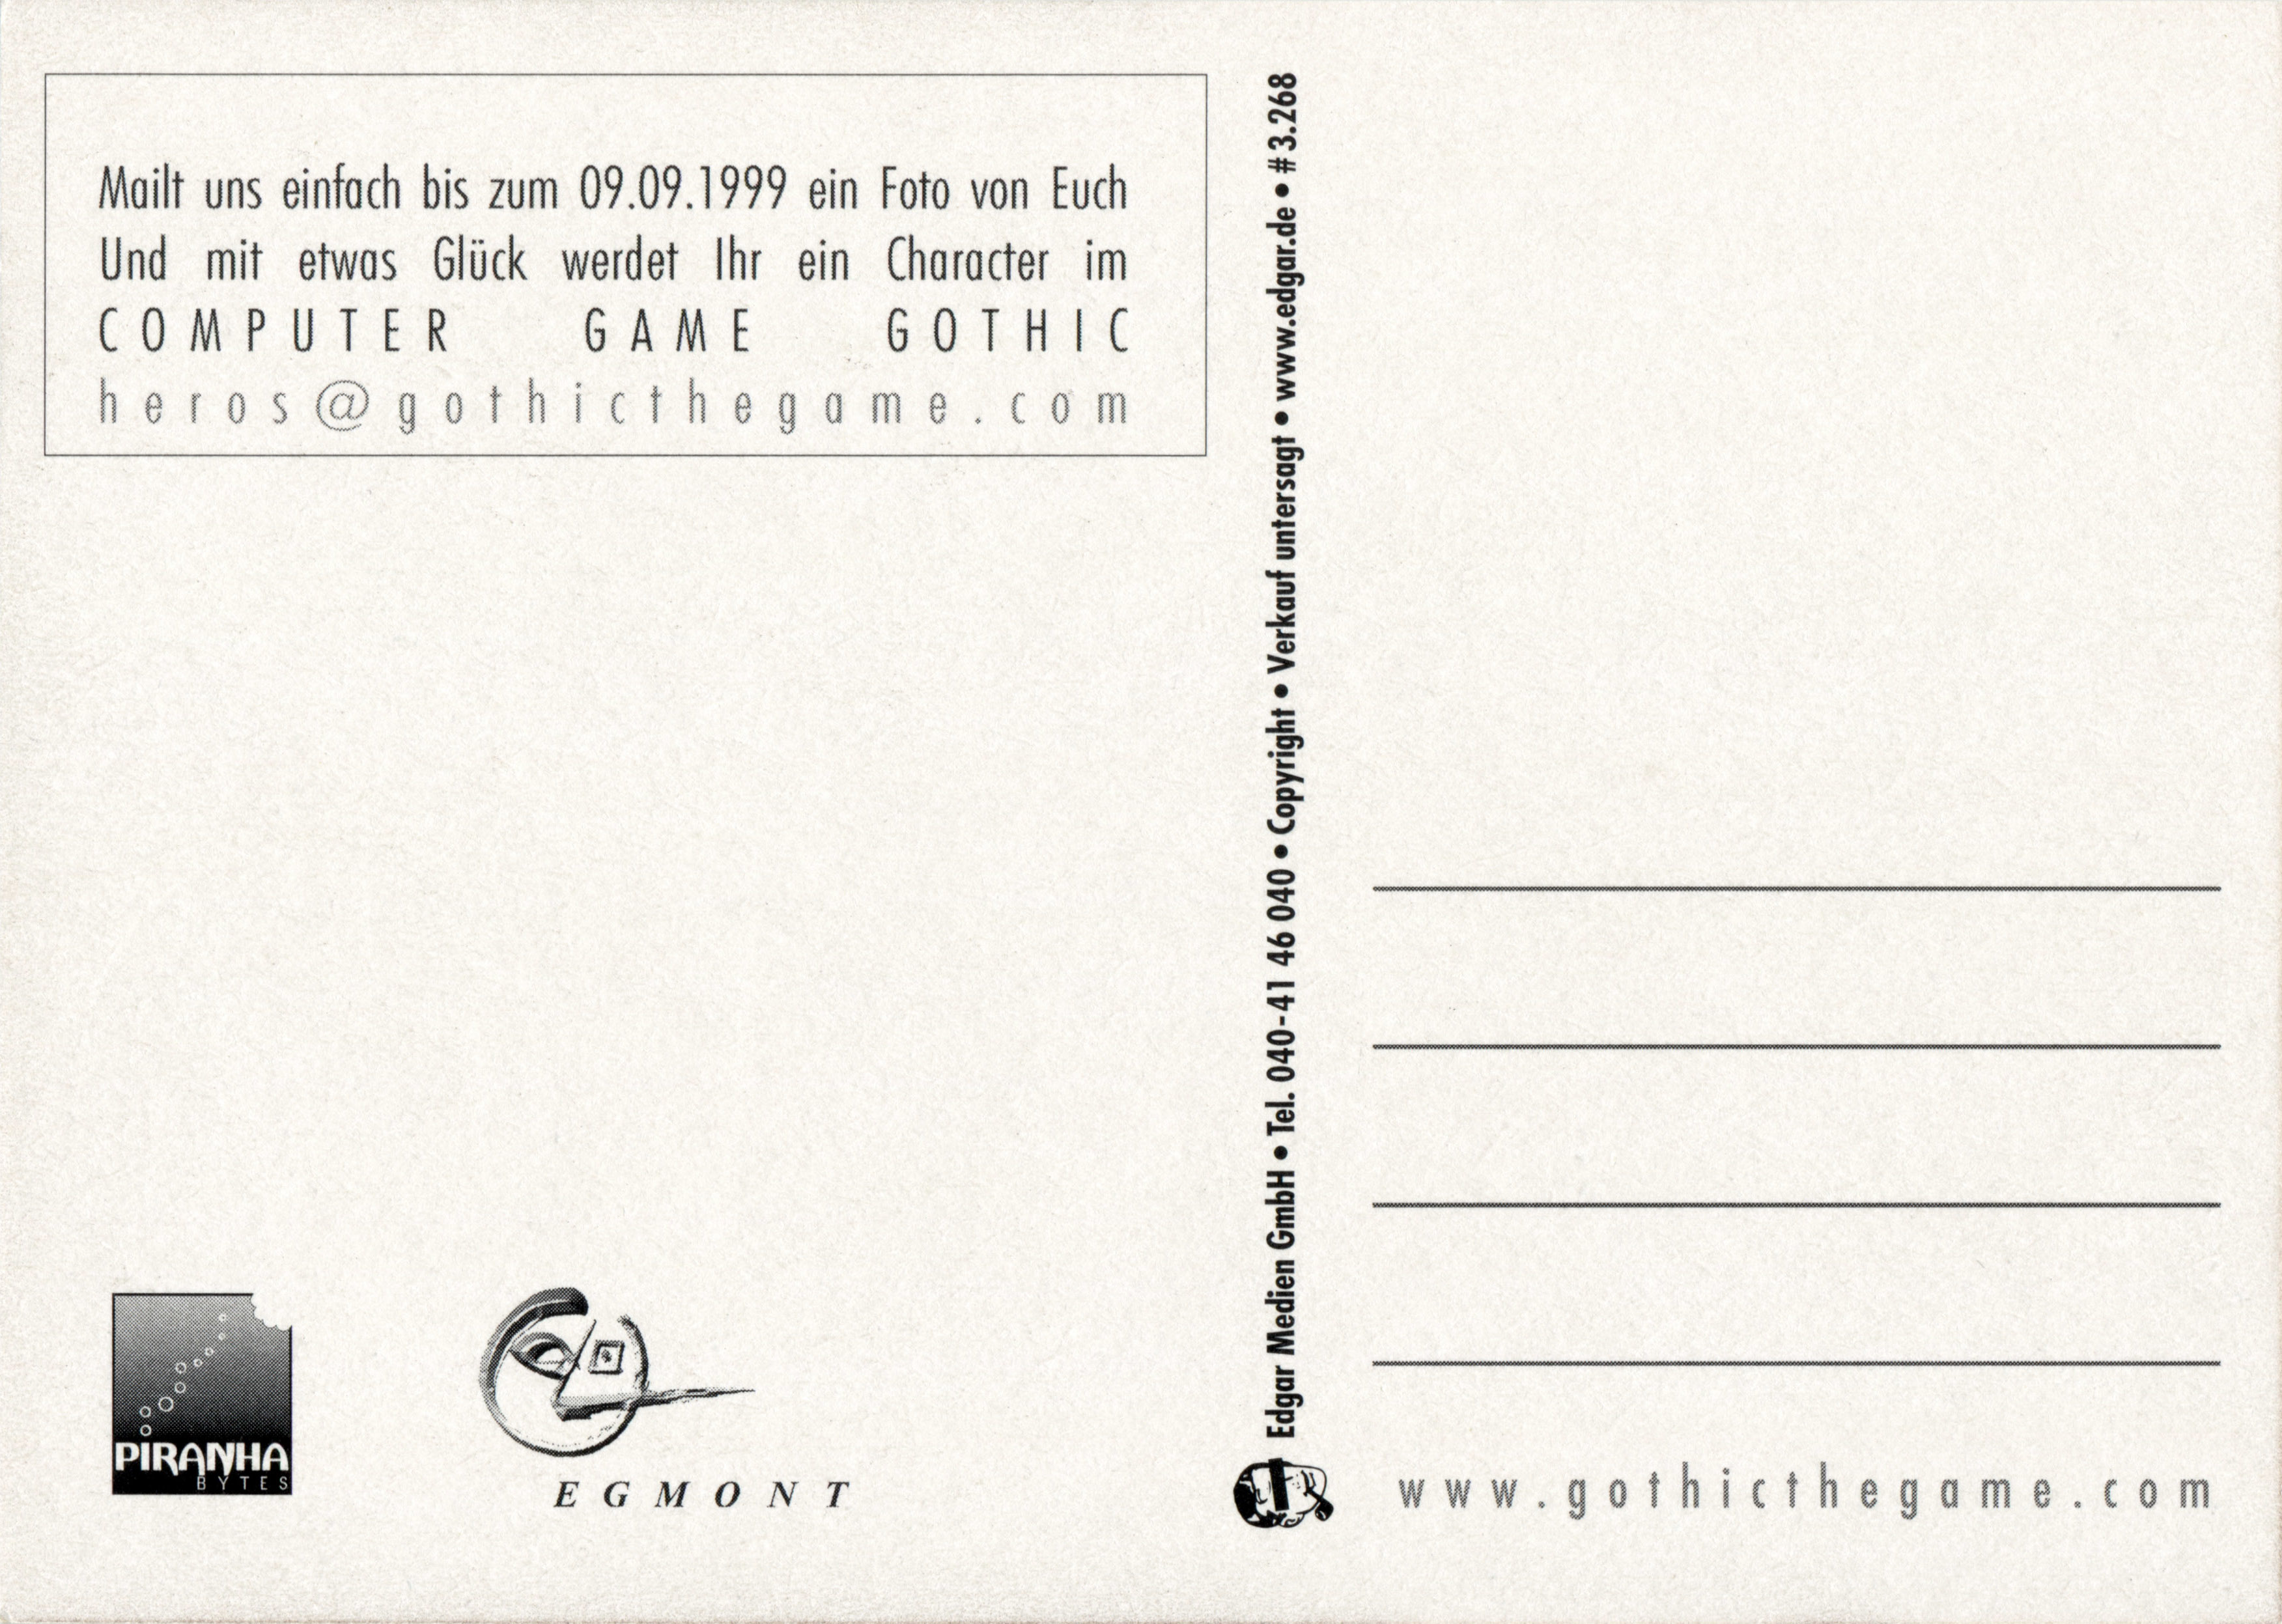 Mailt uns einfach bis zum 09.09.1999 ein Foto von Euch
Und mit etwas Glück werdet Ihr ein Character im
COMPUTER GAME GOTHIC
heros@gothicthegame.com
PIRANHA
BYTES
EGMONT
Edgar Medien GmbH • Tel. 040-41 46 040 • Copyright • Verkauf untersagt • www.edgar.de • # 3.268
www.gothicthegame.com